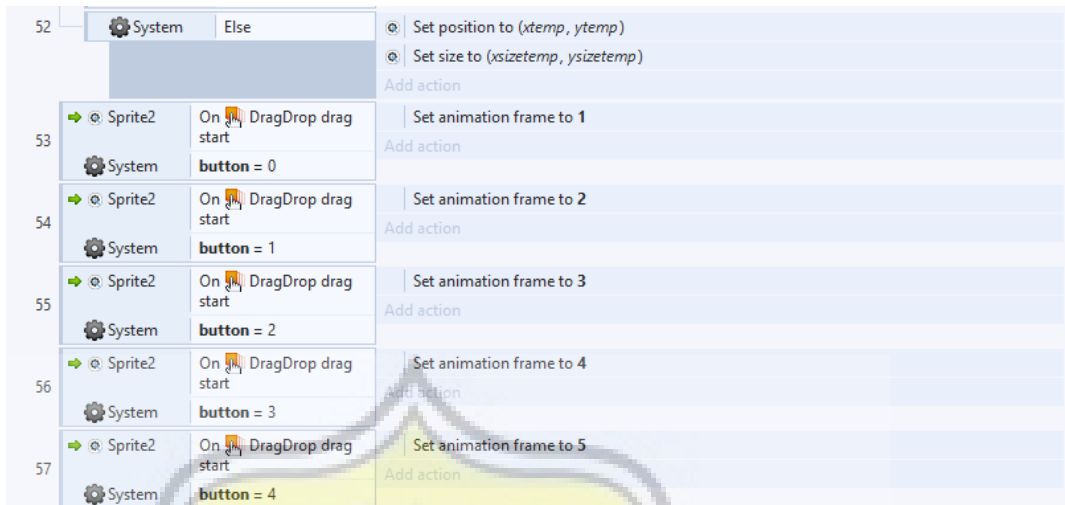 52 System Else Set position to (xtemp, ytemp)
Set size to (xsizetemp, ysizetemp)
Add action
53 Sprite2 On DragDrop drag start Set animation frame to 1
Add action
System button = 0
54 Sprite2 On DragDrop drag start Set animation frame to 2
Add action
System button = 1
55 Sprite2 On DragDrop drag start Set animation frame to 3
Add action
System button = 2
56 Sprite2 On DragDrop drag start Set animation frame to 4
Add action
System button = 3
57 Sprite2 On DragDrop drag start Set animation frame to 5
Add action
System button = 4